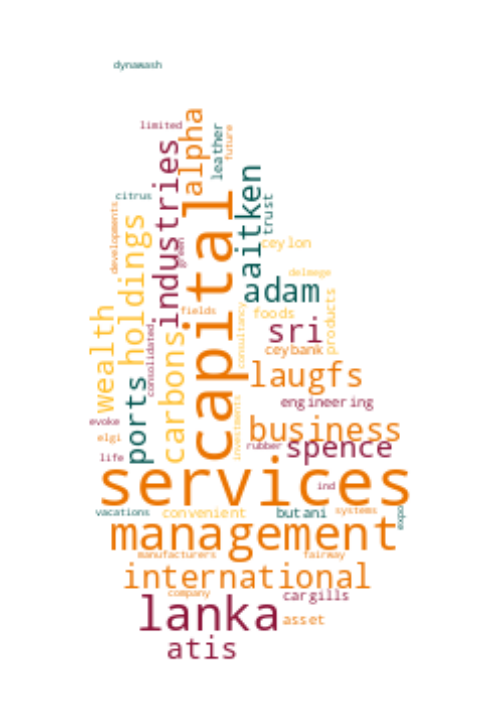 dynawash
limited
alpha
future
leather
industries
aitken
citrus
trust
capital
developments
holdings
green
ceylon
delmege
adam
products
foods
fields
wealth
consolidated
sri
consultancy
ceybank
carbons
laugfs
ports
engineering
investments
evoke
business
elgi
rubber
spence
life
services
ind
vacations
convenient
butani
systems
expo
management
manufacturers
fairway
international
company
cargills
lanka
asset
atis